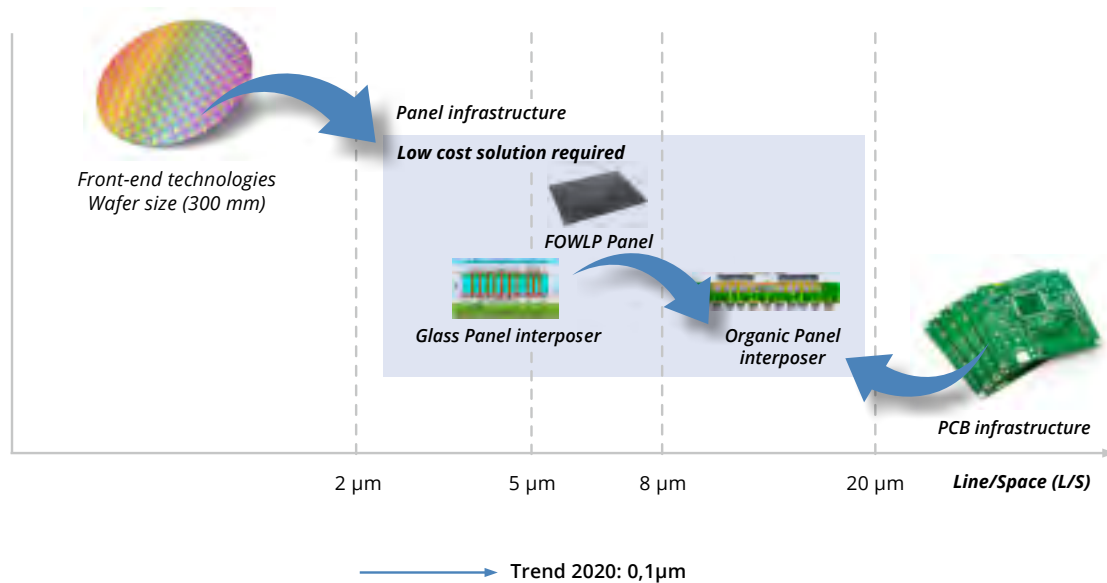 Panel infrastructure
Low cost solution required
Front-end technologies
Wafer size (300 mm)
FOWLP Panel
Glass Panel interposer
Organic Panel
interposer
PCB infrastructure
2 µm
5 µm
8 µm
20 µm
Line/Space (L/S)
Trend 2020: 0,1µm